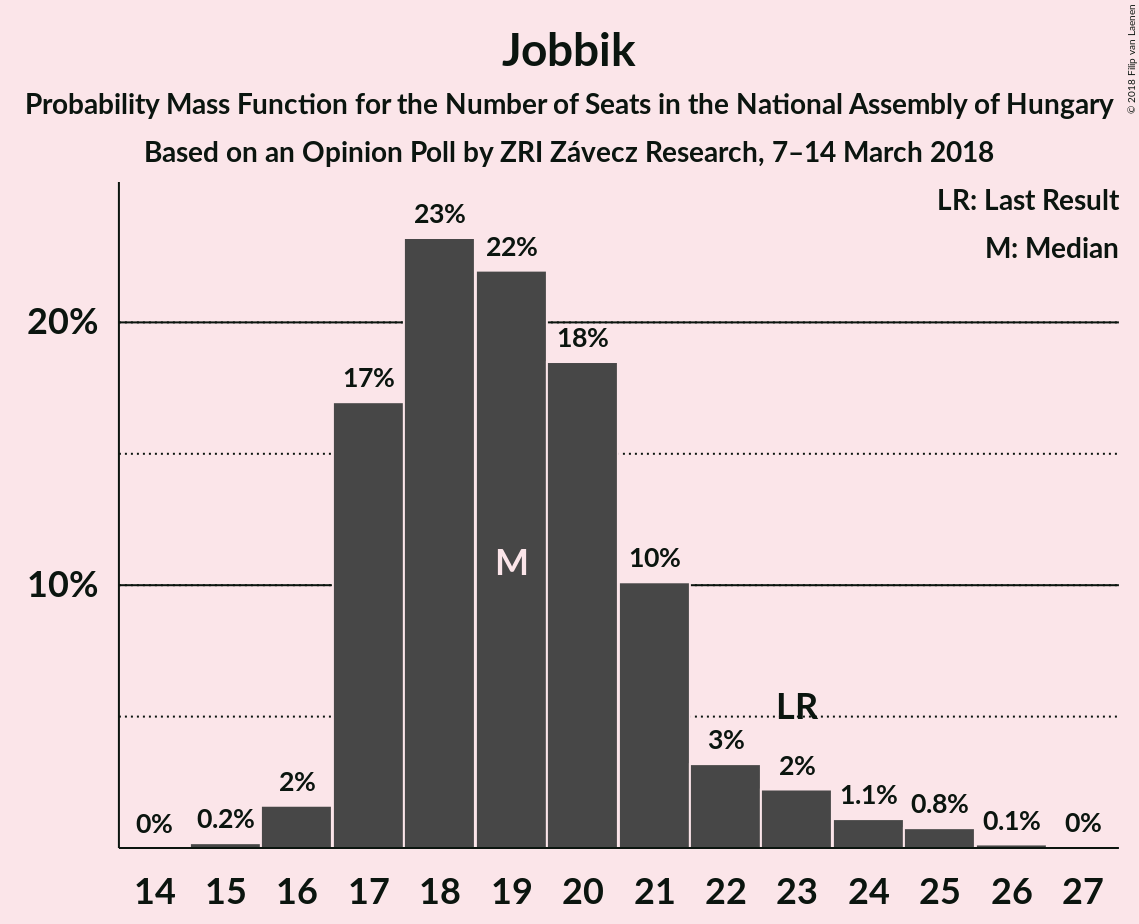 Jobbik
Probability Mass Function for the Number of Seats in the National Assembly of Hungary
Based on an Opinion Poll by ZRI Závecz Research, 7–14 March 2018
© 2018 Filip van Laenen
LR: Last Result
M: Median
23%
22%
20%
18%
17%
M
10%
10%
LR
3%
2%
2%
1.1%
0.8%
0.2%
0.1%
0%
0%
14 15 16 17 18 19 20 21 22 23 24 25 26 27